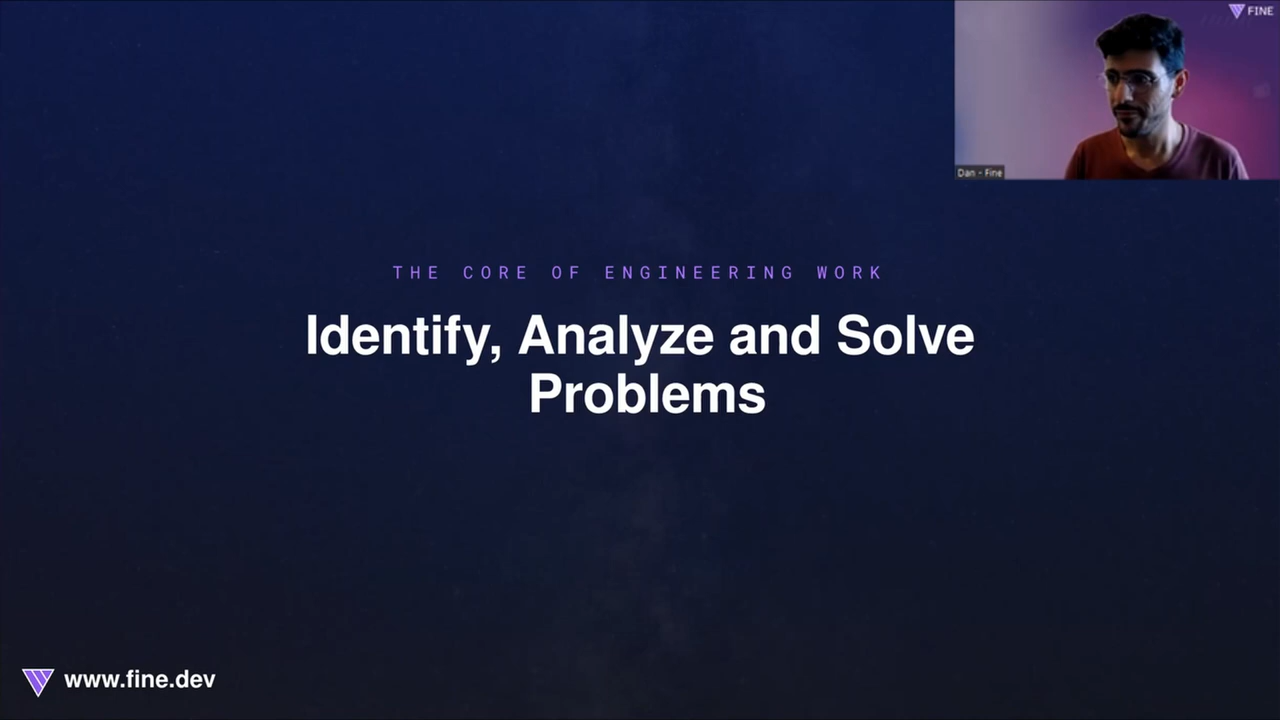 FINE
Dan - Fine
THE CORE OF ENGINEERING WORK
Identify, Analyze and Solve
Problems
www.fine.dev